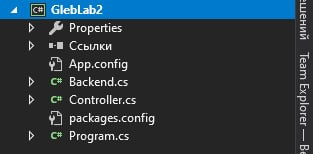 C# GlebLab2
Properties
Ссылки
App.config
C# Backend.cs
C# Controller.cs
packages.config
C# Program.cs
Team Explorer —